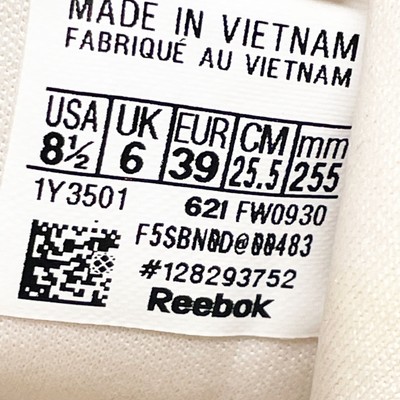 MADE IN VIETNAM
FABRIQUÉ AU VIETNAM
USA UK EUR CM mm
8½ 6 39 25.5 255
1Y3501 621 FW0930
#128293752
Reebok